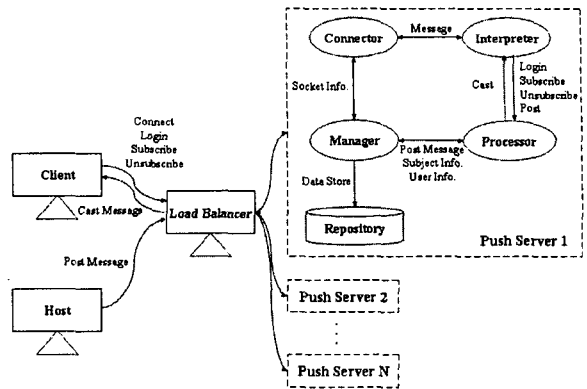 Connector
Message
Interpreter
Socket Info.
Cast
Login
Subscribe
Unsubscribe
Post
Manager
Post Message
Subject Info.
User Info.
Processor
Data Store
Repository
Push Server 1
Connect
Login
Subscribe
Unsubscribe
Client
Cast Message
Load Balancer
Post Message
Host
Push Server 2
Push Server N